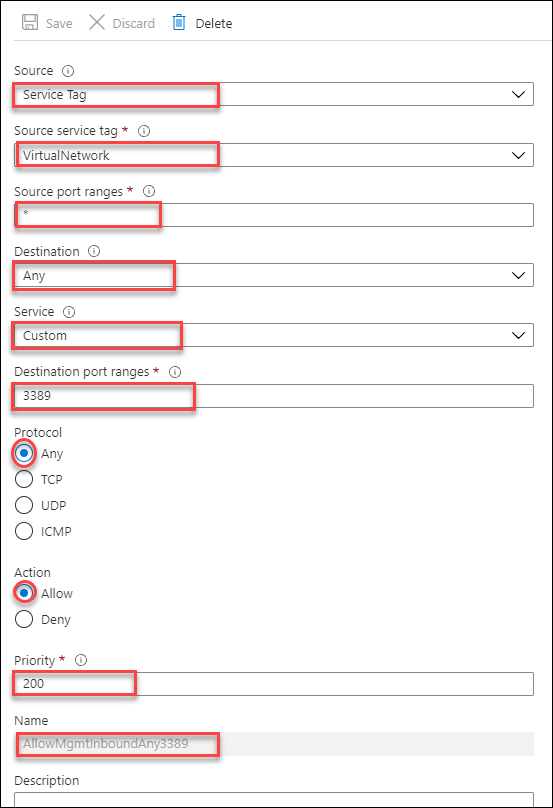 Save Discard Delete
Source
Service Tag
Source service tag *
VirtualNetwork
Source port ranges *
*
Destination
Any
Service
Custom
Destination port ranges *
3389
Protocol
Any
TCP
UDP
ICMP
Action
Allow
Deny
Priority *
200
Name
AllowMgmtInboundAny3389
Description